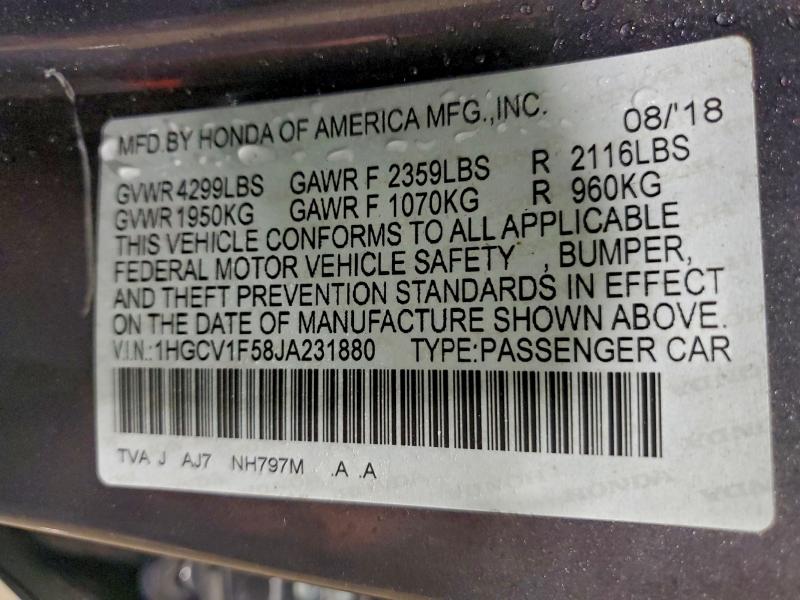 MFD.BY HONDA OF AMERICA MFG.,INC. 08/'18
GVWR 4299LBS GAWR F 2359LBS R 2116LBS
GVWR 1950KG GAWR F 1070KG R 960KG
THIS VEHICLE CONFORMS TO ALL APPLICABLE
FEDERAL MOTOR VEHICLE SAFETY , BUMPER,
AND THEFT PREVENTION STANDARDS IN EFFECT
ON THE DATE OF MANUFACTURE SHOWN ABOVE.
V.I.N.:1HGCV1F58JA231880 TYPE:PASSENGER CAR
TVA J AJ7 NH797M .A .A